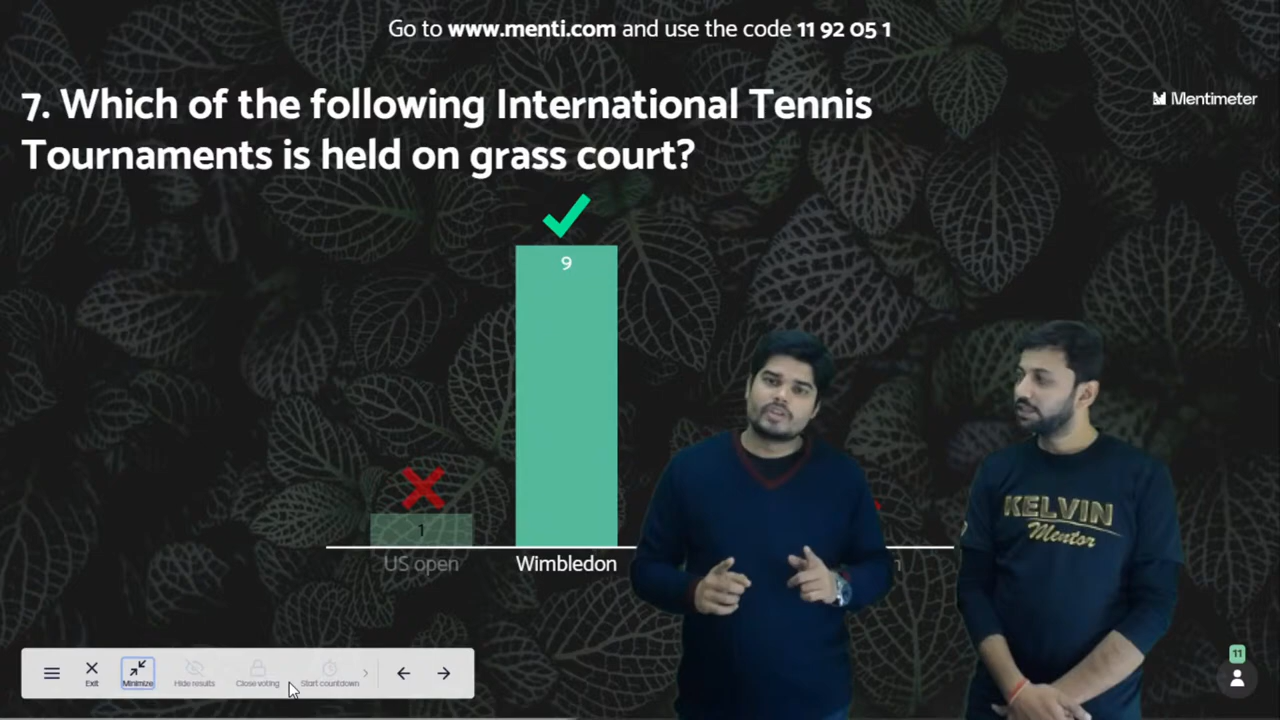 Go to www.menti.com and use the code 11 92 05 1
7. Which of the following International Tennis
Tournaments is held on grass court?
Mentimeter
9
1
US open
Wimbledon
KELVIN
Mentor
11
Exit
Minimize
Hide results
Close voting
Start countdown